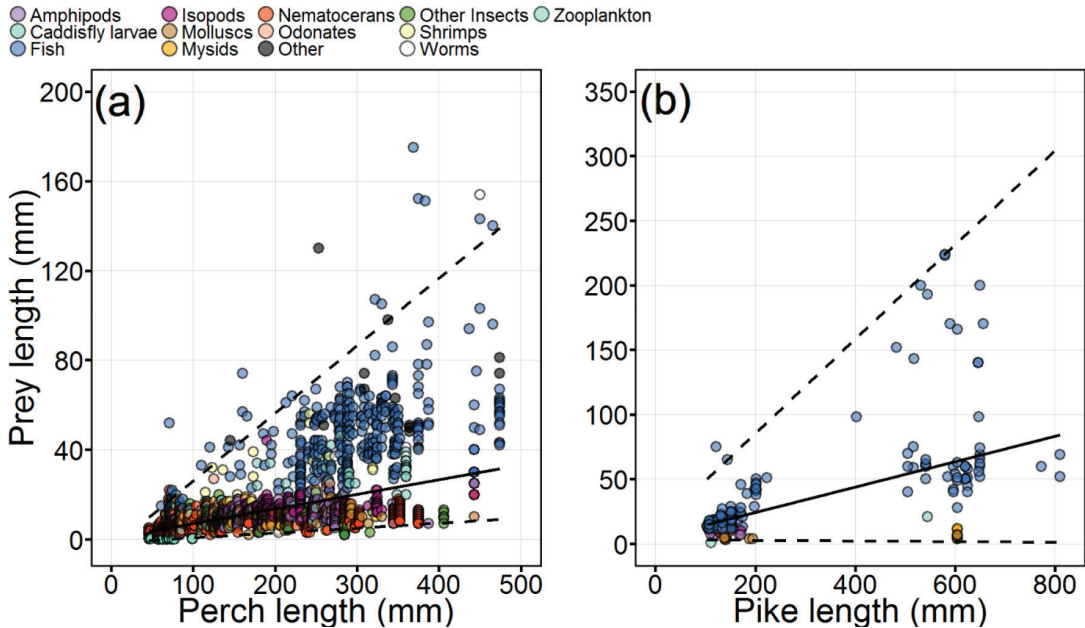 Amphipods Isopods Nematocerans Other Insects Zooplankton
Caddisfly larvae Molluscs Odonates Shrimps
Fish Mysids Other Worms
(a) (b)
200
160
120
80
40
0
Prey length (mm)
0 100 200 300 400 500
Perch length (mm)
350
300
250
200
150
100
50
0
0 200 400 600 800
Pike length (mm)